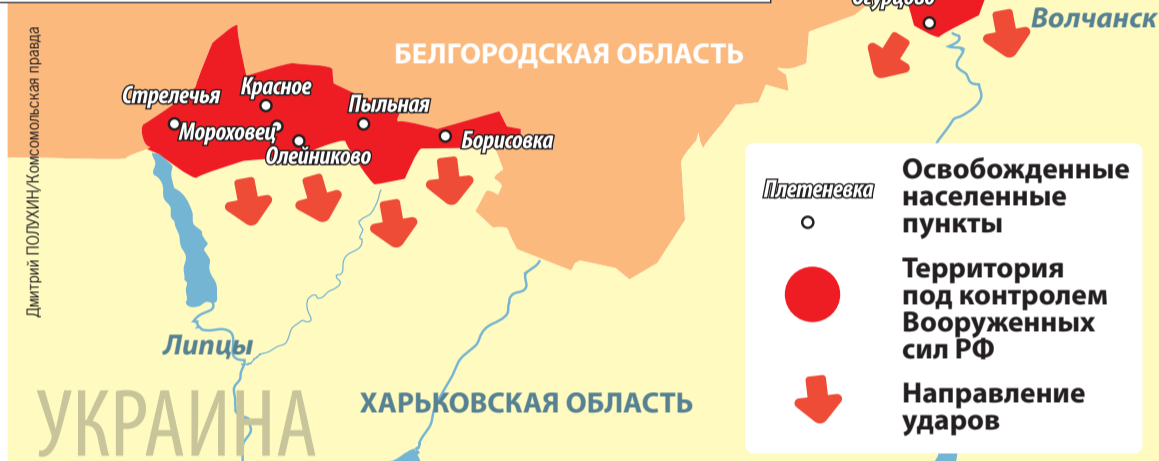 Огурцово
Волчанск
БЕЛГОРОДСКАЯ ОБЛАСТЬ
Стрелечья
Красное
Пыльная
Мороховец
Олейниково
Борисовка
Липцы
УКРАИНА
ХАРЬКОВСКАЯ ОБЛАСТЬ
Плетеневка
Освобожденные
населенные
пункты
Территория
под контролем
Вооруженных
сил РФ
Направление
ударов
Дмитрий ПОЛУХИН/Комсомольская правда